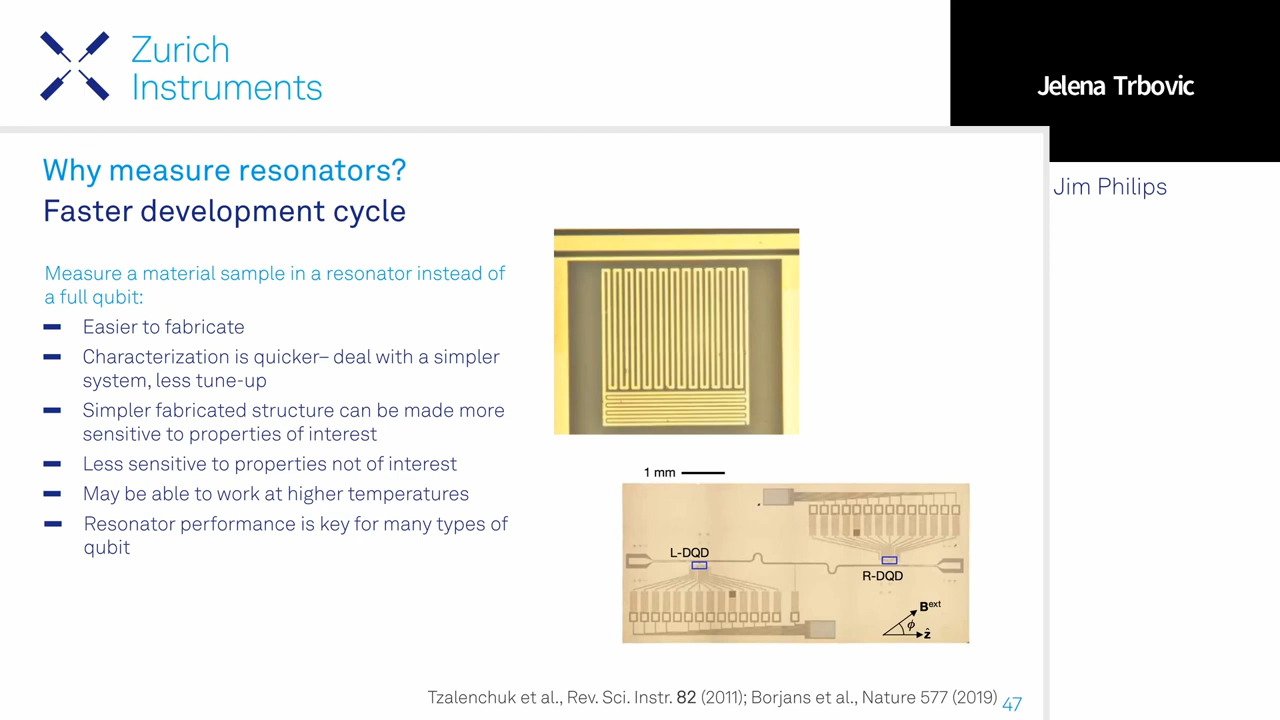 Zurich
Instruments
Jelena Trbovic
Jim Philips
Why measure resonators?
Faster development cycle
Measure a material sample in a resonator instead of
a full qubit:
Easier to fabricate
Characterization is quicker– deal with a simpler
system, less tune-up
Simpler fabricated structure can be made more
sensitive to properties of interest
Less sensitive to properties not of interest
May be able to work at higher temperatures
Resonator performance is key for many types of
qubit
1 mm
L-DQD
R-DQD
B^ext
ϕ
ẑ
Tzalenchuk et al., Rev. Sci. Instr. 82 (2011); Borjans et al., Nature 577 (2019)
47